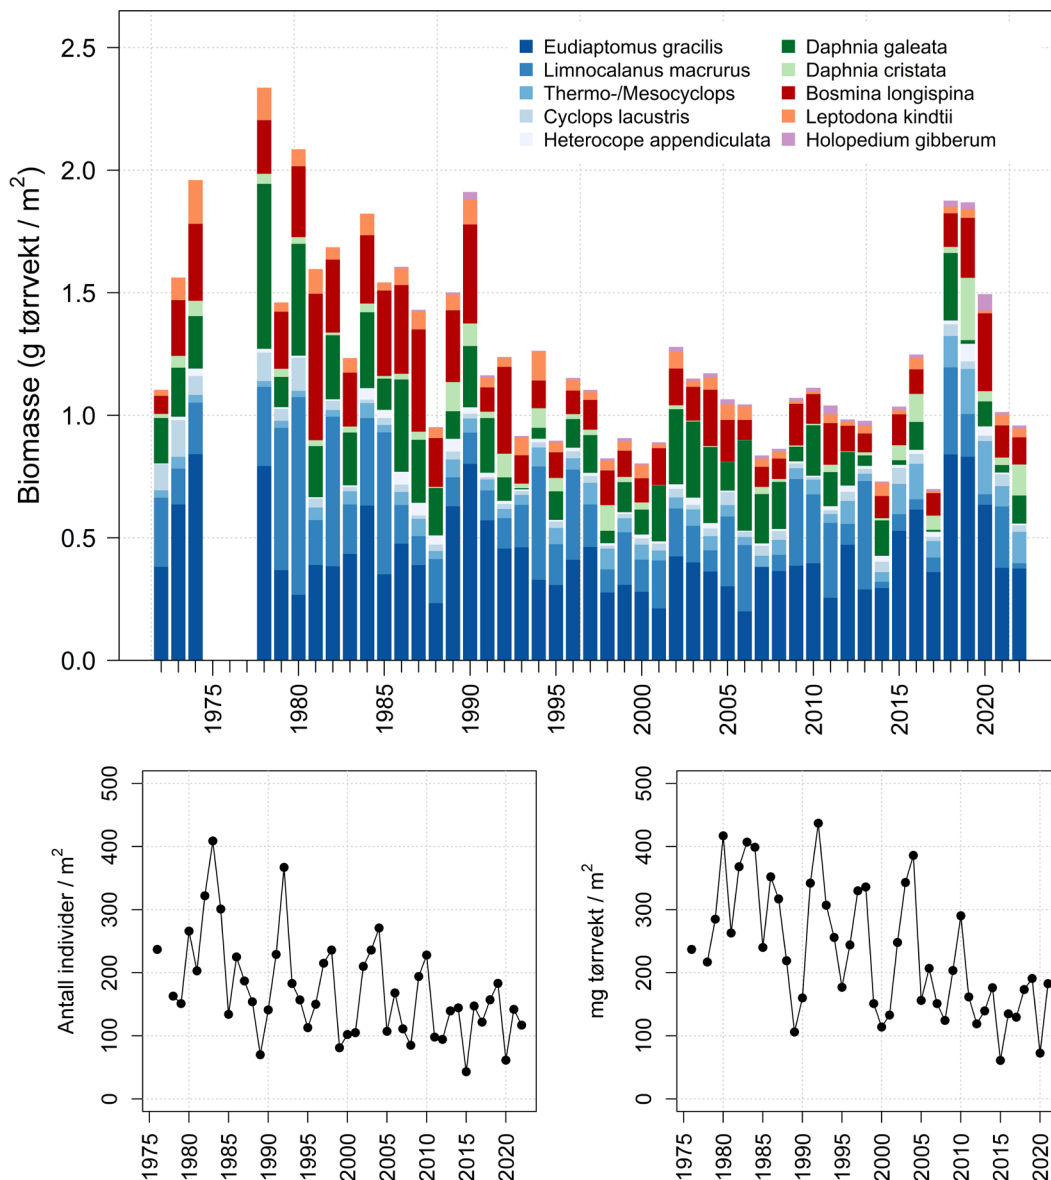 Biomasse (g tørrvekt / m²)
2.5
2.0
1.5
1.0
0.5
0.0
Eudiaptomus gracilis
Limnocalanus macrurus
Thermo-/Mesocyclops
Cyclops lacustris
Heterocope appendiculata
Daphnia galeata
Daphnia cristata
Bosmina longispina
Leptodona kindtii
Holopedium gibberum
1975 1980 1985 1990 1995 2000 2005 2010 2015 2020
Antall individer / m²
500
400
300
200
100
0
1975 1980 1985 1990 1995 2000 2005 2010 2015 2020
mg tørrvekt / m²
500
400
300
200
100
0
1975 1980 1985 1990 1995 2000 2005 2010 2015 2020